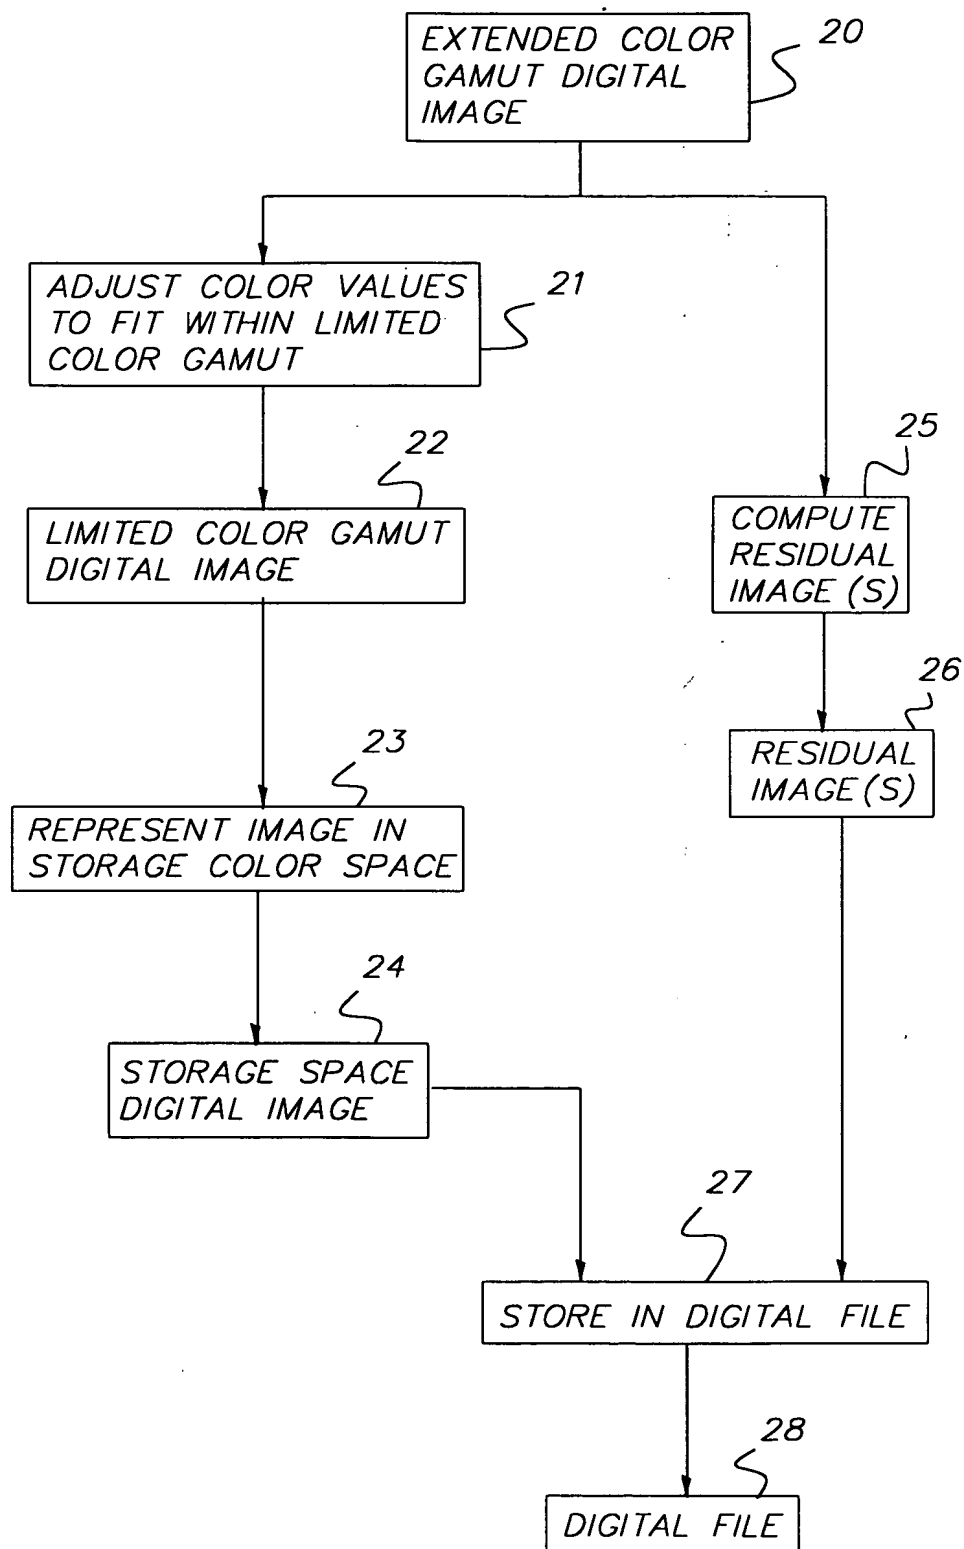 EXTENDED COLOR
GAMUT DIGITAL
IMAGE
20
ADJUST COLOR VALUES
TO FIT WITHIN LIMITED
COLOR GAMUT
21
22
LIMITED COLOR GAMUT
DIGITAL IMAGE
25
COMPUTE
RESIDUAL
IMAGE (S)
26
RESIDUAL
IMAGE (S)
23
REPRESENT IMAGE IN
STORAGE COLOR SPACE
24
STORAGE SPACE
DIGITAL IMAGE
27
STORE IN DIGITAL FILE
28
DIGITAL FILE